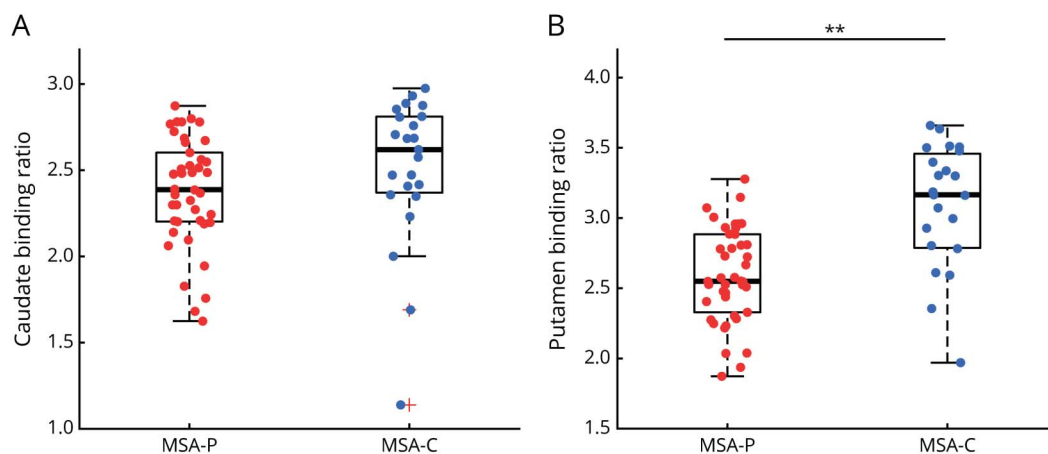 A
Caudate binding ratio
3.0
2.5
2.0
1.5
1.0
MSA-P
MSA-C
B
**
Putamen binding ratio
4.0
3.5
3.0
2.5
2.0
1.5
MSA-P
MSA-C